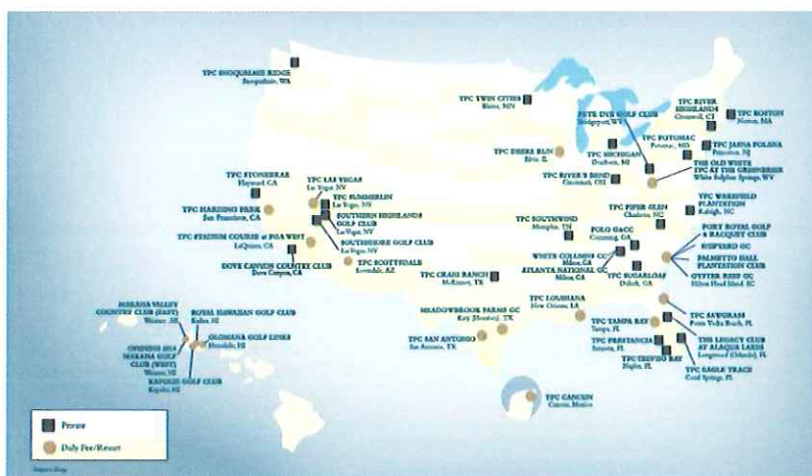 TPC SNOQUALMIE RIDGE
Snoqualmie, WA
TPC TWIN CITIES
Blaine, MN
PETE DYE GOLF CLUB
Bridgeport, WV
TPC RIVER
HIGHLANDS
Cromwell, CT
TPC BOSTON
Norton, MA
TPC DEERE RUN
Silvis, IL
TPC MICHIGAN
Dearborn, MI
TPC POTOMAC
Potomac, MD
TPC JASNA POLANA
Princeton, NJ
THE OLD WHITE
TPC AT THE GREENBRIER
White Sulphur Springs, WV
TPC RIVER'S BEND
Cincinnati, OH
TPC STONEBRAE
Hayward, CA
TPC HARDING PARK
San Francisco, CA
TPC LAS VEGAS
Las Vegas, NV
TPC SUMMERLIN
Las Vegas, NV
SOUTHERN HIGHLANDS
GOLF CLUB
Las Vegas, NV
SOUTHSHORE GOLF CLUB
Las Vegas, NV
TPC STADIUM COURSE at PGA WEST
La Quinta, CA
DOVE CANYON COUNTRY CLUB
Dove Canyon, CA
TPC SCOTTSDALE
Scottsdale, AZ
TPC CRAIG RANCH
McKinney, TX
TPC SOUTHWIND
Memphis, TN
TPC PIPER GLEN
Charlotte, NC
TPC WAKEFIELD
PLANTATION
Raleigh, NC
POLO G&CC
Cumming, GA
WHITE COLUMNS CC
Milton, GA
ATLANTA NATIONAL GC
Milton, GA
TPC SUGARLOAF
Duluth, GA
PORT ROYAL GOLF
& RACQUET CLUB
SHIPYARD GC
PALMETTO HALL
PLANTATION CLUB
OYSTER REEF GC
Hilton Head Island, SC
MEADOWBROOK FARMS GC
Katy (Houston), TX
TPC SAN ANTONIO
San Antonio, TX
TPC LOUISIANA
New Orleans, LA
TPC TAMPA BAY
Tampa, FL
TPC PRESTANCIA
Sarasota, FL
TPC TREVISO BAY
Naples, FL
TPC SAWGRASS
Ponte Vedra Beach, FL
THE LEGACY CLUB
AT ALAQUA LAKES
Longwood (Orlando), FL
TPC EAGLE TRACE
Coral Springs, FL
TPC CANCUN
Cancun, Mexico
MAKAHA VALLEY
COUNTRY CLUB (EAST)
Waianae, HI
ROYAL HAWAIIAN GOLF CLUB
Kailua, HI
OLOMANA GOLF LINKS
Honolulu, HI
OPENING 2014
MAKAHA GOLF
CLUB (WEST)
Waianae, HI
KAPOLEI GOLF CLUB
Kapolei, HI
Private
Daily Fee/Resort